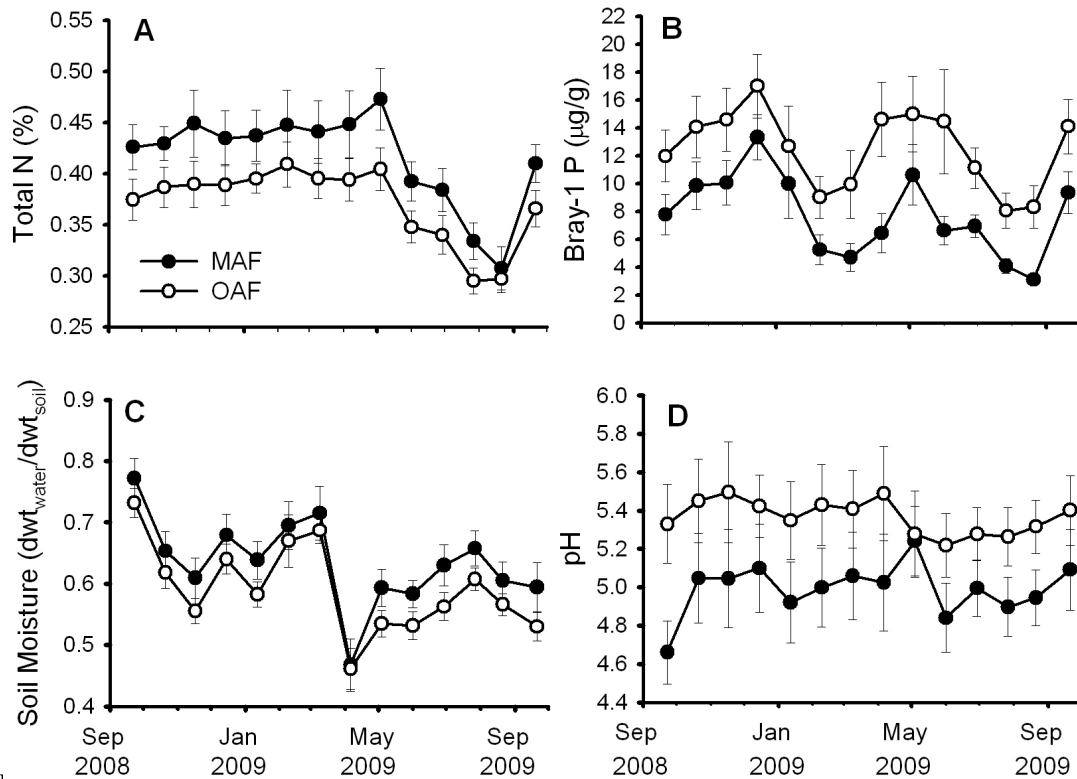 A
Total N (%)
0.55
0.50
0.45
0.40
0.35
0.30
0.25
MAF
OAF
B
Bray-1 P (µg/g)
22
20
18
16
14
12
10
8
6
4
2
0
C
Soil Moisture (dwtwater/dwtsoil)
0.9
0.8
0.7
0.6
0.5
0.4
Sep Jan May Sep
2008 2009 2009 2009
D
pH
6.0
5.8
5.6
5.4
5.2
5.0
4.8
4.6
4.4
Sep Jan May Sep
2008 2009 2009 2009